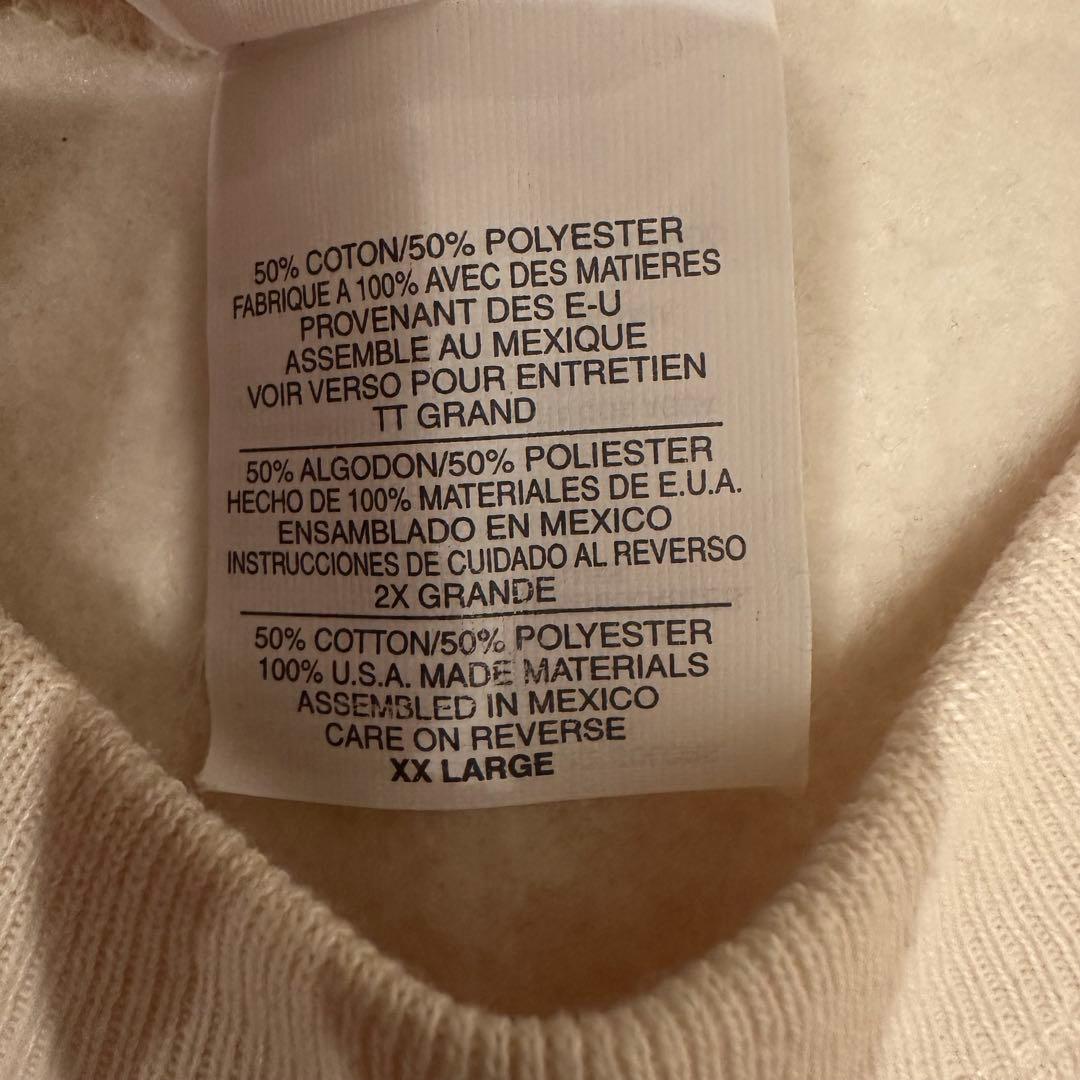 50% COTON/50% POLYESTER
FABRIQUE A 100% AVEC DES MATIERES
PROVENANT DES E-U
ASSEMBLE AU MEXIQUE
VOIR VERSO POUR ENTRETIEN
TT GRAND
50% ALGODON/50% POLIESTER
HECHO DE 100% MATERIALES DE E.U.A.
ENSAMBLADO EN MEXICO
INSTRUCCIONES DE CUIDADO AL REVERSO
2X GRANDE
50% COTTON/50% POLYESTER
100% U.S.A. MADE MATERIALS
ASSEMBLED IN MEXICO
CARE ON REVERSE
XX LARGE